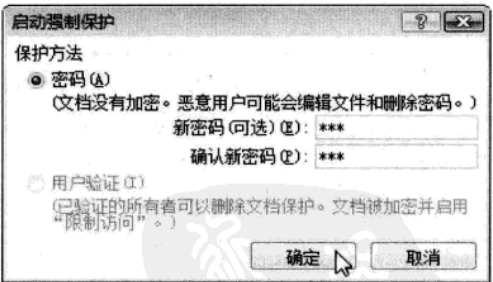 启动强制保护
保护方法
密码(A)
(文档没有加密。恶意用户可能会编辑文件和删除密码。)
新密码(可选)(E): ***
确认新密码(P): ***
用户验证(I)
(已验证的所有者可以删除文档保护。文档被加密并启用
“限制访问”。)
确定 取消